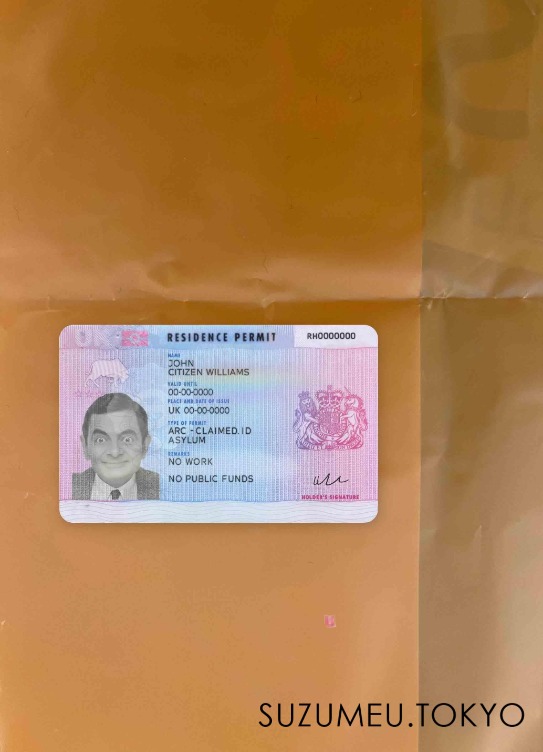 UK
RESIDENCE PERMIT
RH0000000
NAME
JOHN
CITIZEN WILLIAMS
VALID UNTIL
00-00-0000
PLACE AND DATE OF ISSUE
UK 00-00-0000
TYPE OF PERMIT
ARC - CLAIMED.ID
ASYLUM
REMARKS
NO WORK
NO PUBLIC FUNDS
HOLDER'S SIGNATURE
SUZUMEU.TOKYO